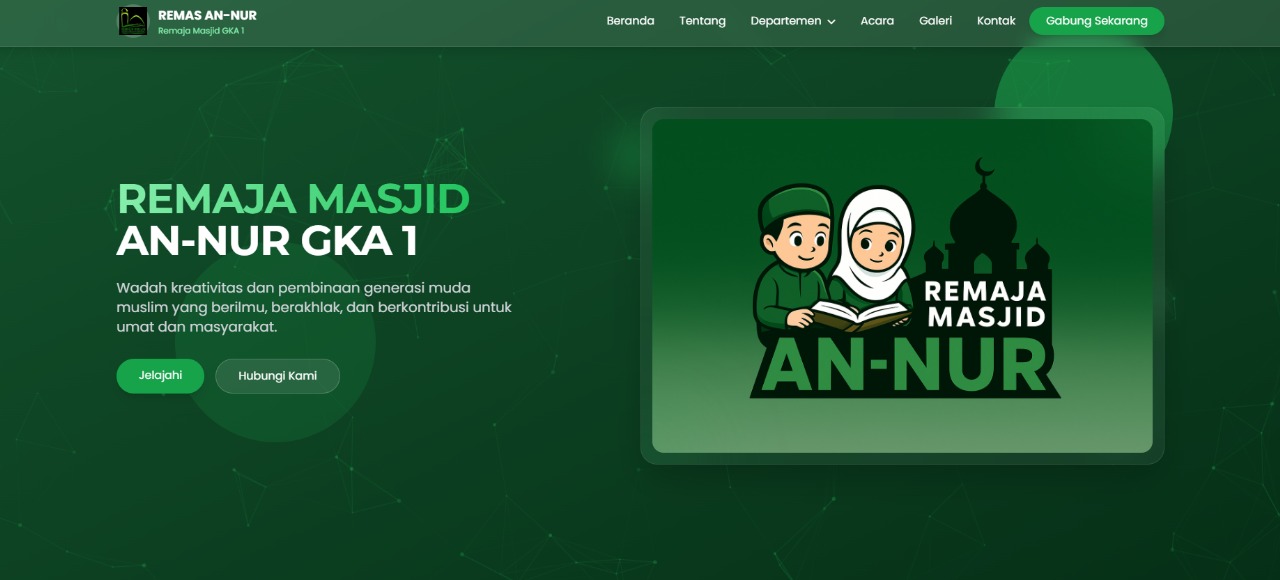 REMAS AN-NUR
Remaja Masjid GKA 1
Beranda
Tentang
Departemen
Acara
Galeri
Kontak
Gabung Sekarang
REMAJA MASJID
AN-NUR GKA 1
Wadah kreativitas dan pembinaan generasi muda
muslim yang berilmu, berakhlak, dan berkontribusi untuk
umat dan masyarakat.
Jelajahi
Hubungi Kami
REMAJA
MASJID
AN-NUR